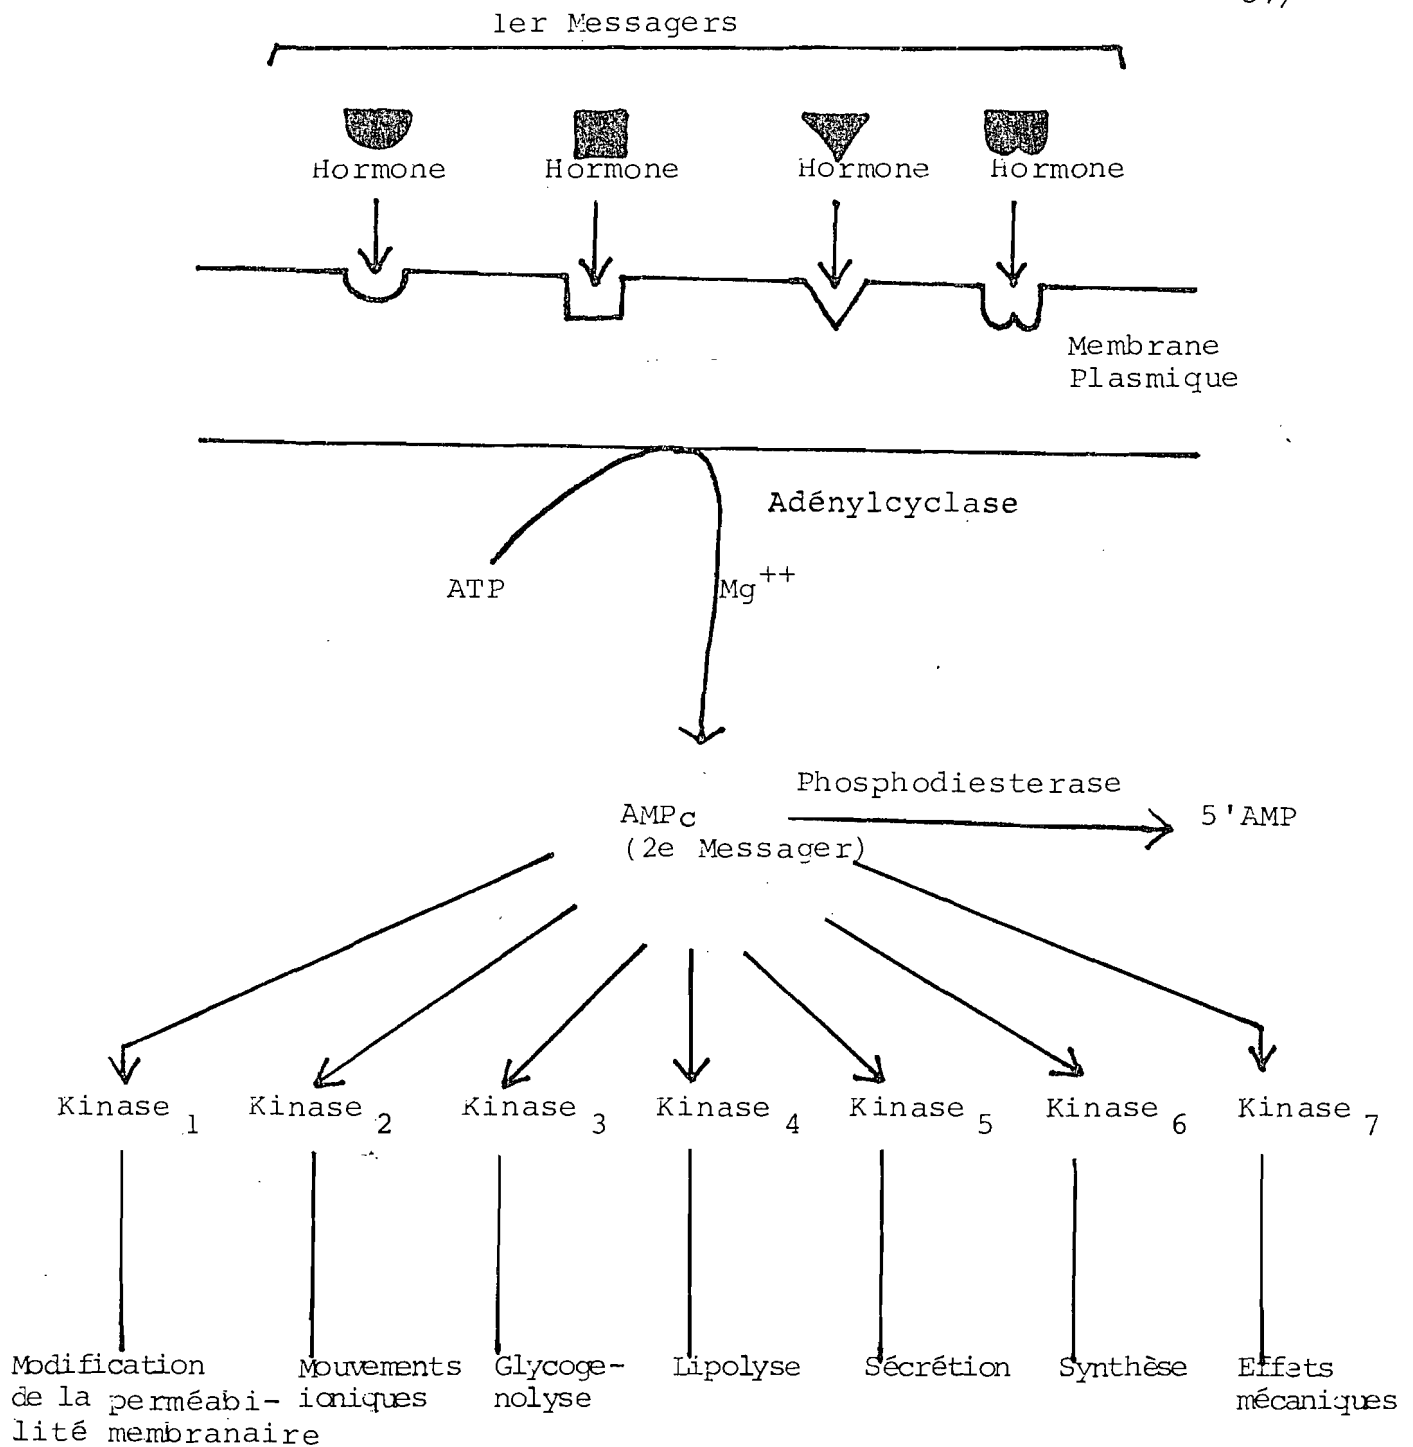 1er Messagers
Hormone Hormone Hormone Hormone
Membrane
Plasmique
Adénylcyclase
ATP Mg++
Phosphodiesterase
AMPc 5'AMP
(2e Messager)
Kinase 1 Kinase 2 Kinase 3 Kinase 4 Kinase 5 Kinase 6 Kinase 7
Modification
de la perméabi-
lité membranaire
Mouvements
ioniques
Glycoge-
nolyse
Lipolyse
Sécrétion
Synthèse
Effets
mécaniques